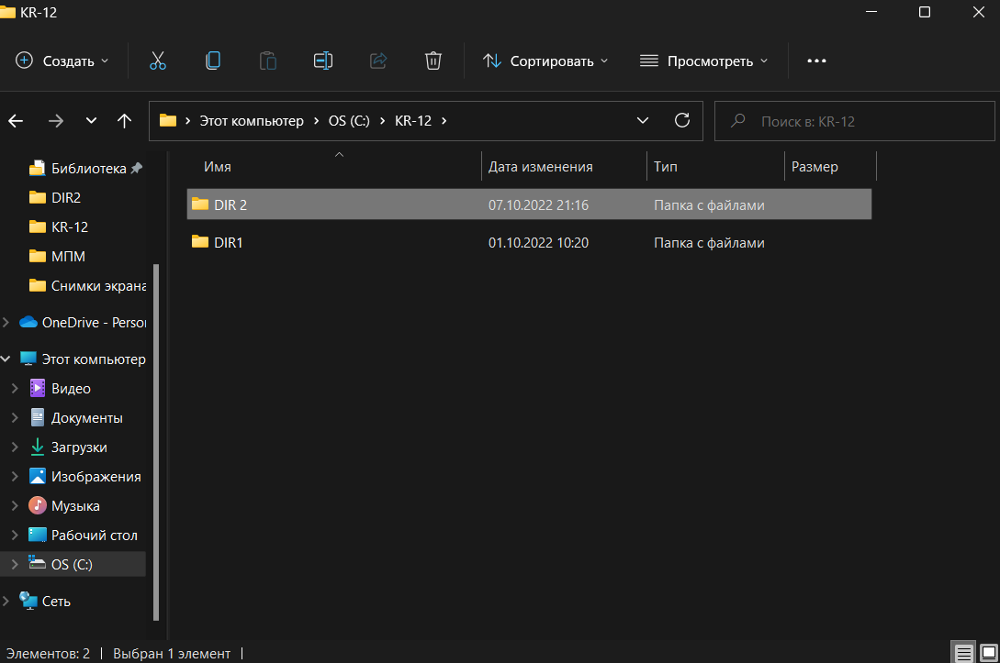 KR-12
Создать
Сортировать
Просмотреть
Этот компьютер
OS (C:)
KR-12
Поиск в: KR-12
Имя
Дата изменения
Тип
Размер
DIR 2 07.10.2022 21:16 Папка с файлами
DIR1 01.10.2022 10:20 Папка с файлами
Библиотека
DIR2
KR-12
МПМ
Снимки экрана
OneDrive - Person
Этот компьютер
Видео
Документы
Загрузки
Изображения
Музыка
Рабочий стол
OS (C:)
Сеть
Элементов: 2
Выбран 1 элемент